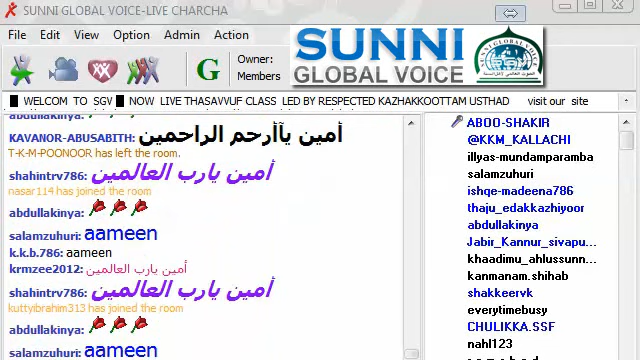 SUNNI GLOBAL VOICE-LIVE CHARCHA
File View Option Admin Action
G Owner:
Members
SUNNI
GLOBAL VOICE
WELCOM TO SGV NOW LIVE THASAVVUF CLASS LED BY RESPECTED KAZHAKKOOTTAM USTHAD visit our site
abdullakinya:
KAVANOR-ABUSABITH: أمين يآأرحم الراحمين
T-K-M-POONOOR has left the room.
shahintrv786: أمين يارب العالمين
nasar114 has joined the room
abdullakinya:
salamzuhuri: aameen
k.k.b.786: aameen
krmzee2012: أمين يارب العالمين
shahintrv786: أمين يارب العالمين
kuttyibrahim313 has joined the room
abdullakinya:
salamzuhuri: aameen
ABOO-SHAKIR
@KKM_KALLACHI
illyas-mundamparamba
salamzuhuri
ishqe-madeena786
thaju_edakkazhiyoor
abdullakinya
Jabir_Kannur_sivapu...
khaadimu_ahlussunn...
kanmanam.shihab
shakkeervk
everytimebusy
CHULIKKA.SSF
nahl123